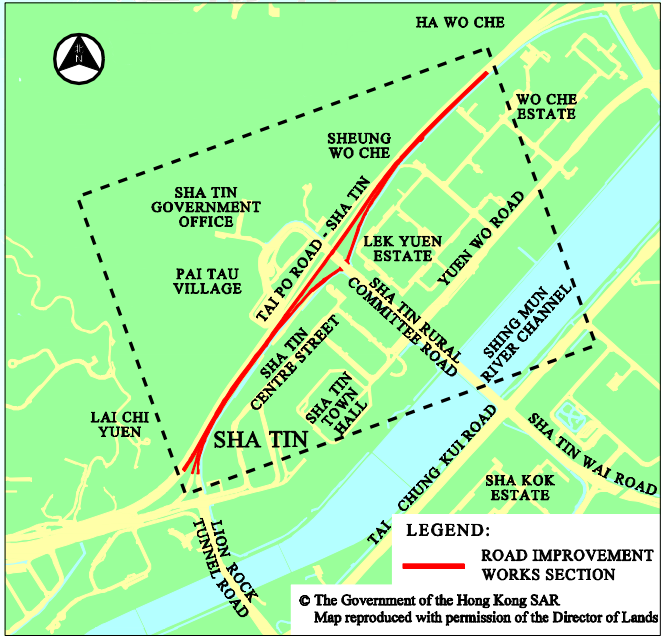 HA WO CHE
北
N
WO CHE
ESTATE
SHEUNG
WO CHE
SHA TIN
GOVERNMENT
OFFICE
TAI PO ROAD - SHA TIN
LEK YUEN
ESTATE
YUEN WO ROAD
PAI TAU
VILLAGE
SHA TIN RURAL
COMMITTEE ROAD
SHING MUN
RIVER CHANNEL
SHA TIN
CENTRE STREET
SHA TIN
TOWN
HALL
LAI CHI
YUEN
SHA TIN
TAI CHUNG KUI ROAD
SHA TIN WAI ROAD
SHA KOK
ESTATE
LION ROCK
TUNNEL ROAD
LEGEND:
ROAD IMPROVEMENT
WORKS SECTION
© The Government of the Hong Kong SAR
Map reproduced with permission of the Director of Lands